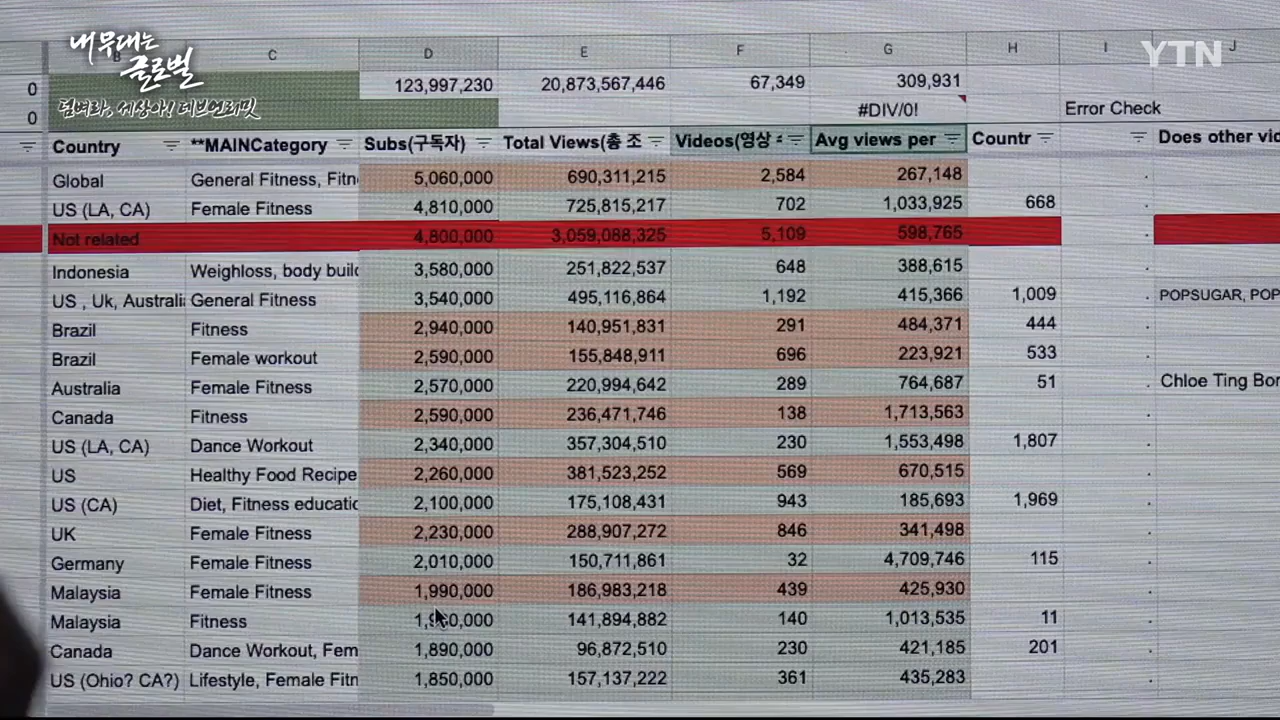 내 무대는
글로벌
덤벼라, 세상아! 데브언리밋
YTN
C D E F G H I J
0 123,997,230 20,873,567,446 67,349 309,931
0 #DIV/0! Error Check
Country **MAINCategory Subs(구독자) Total Views(총 조 Videos(영상 Avg views per Countr Does other vid
Global General Fitness, Fitn 5,060,000 690,311,215 2,584 267,148 .
US (LA, CA) Female Fitness 4,810,000 725,815,217 702 1,033,925 668 .
Not related 4,800,000 3,059,088,325 5,109 598,765 .
Indonesia Weighloss, body build 3,580,000 251,822,537 648 388,615 .
US , Uk, Australia General Fitness 3,540,000 495,116,864 1,192 415,366 1,009 . POPSUGAR, POP
Brazil Fitness 2,940,000 140,951,831 291 484,371 444 .
Brazil Female workout 2,590,000 155,848,911 696 223,921 533 .
Australia Female Fitness 2,570,000 220,994,642 289 764,687 51 . Chloe Ting Bor
Canada Fitness 2,590,000 236,471,746 138 1,713,563 .
US (LA, CA) Dance Workout 2,340,000 357,304,510 230 1,553,498 1,807 .
US Healthy Food Recipe 2,260,000 381,523,252 569 670,515 .
US (CA) Diet, Fitness educatio 2,100,000 175,108,431 943 185,693 1,969 .
UK Female Fitness 2,230,000 288,907,272 846 341,498 .
Germany Female Fitness 2,010,000 150,711,861 32 4,709,746 115 .
Malaysia Female Fitness 1,990,000 186,983,218 439 425,930 .
Malaysia Fitness 141,894,882 140 1,013,535 11 .
Canada Dance Workout, Fem 1,890,000 96,872,510 230 421,185 201 .
US (Ohio? CA?) Lifestyle, Female Fitn 1,850,000 157,137,222 361 435,283 .